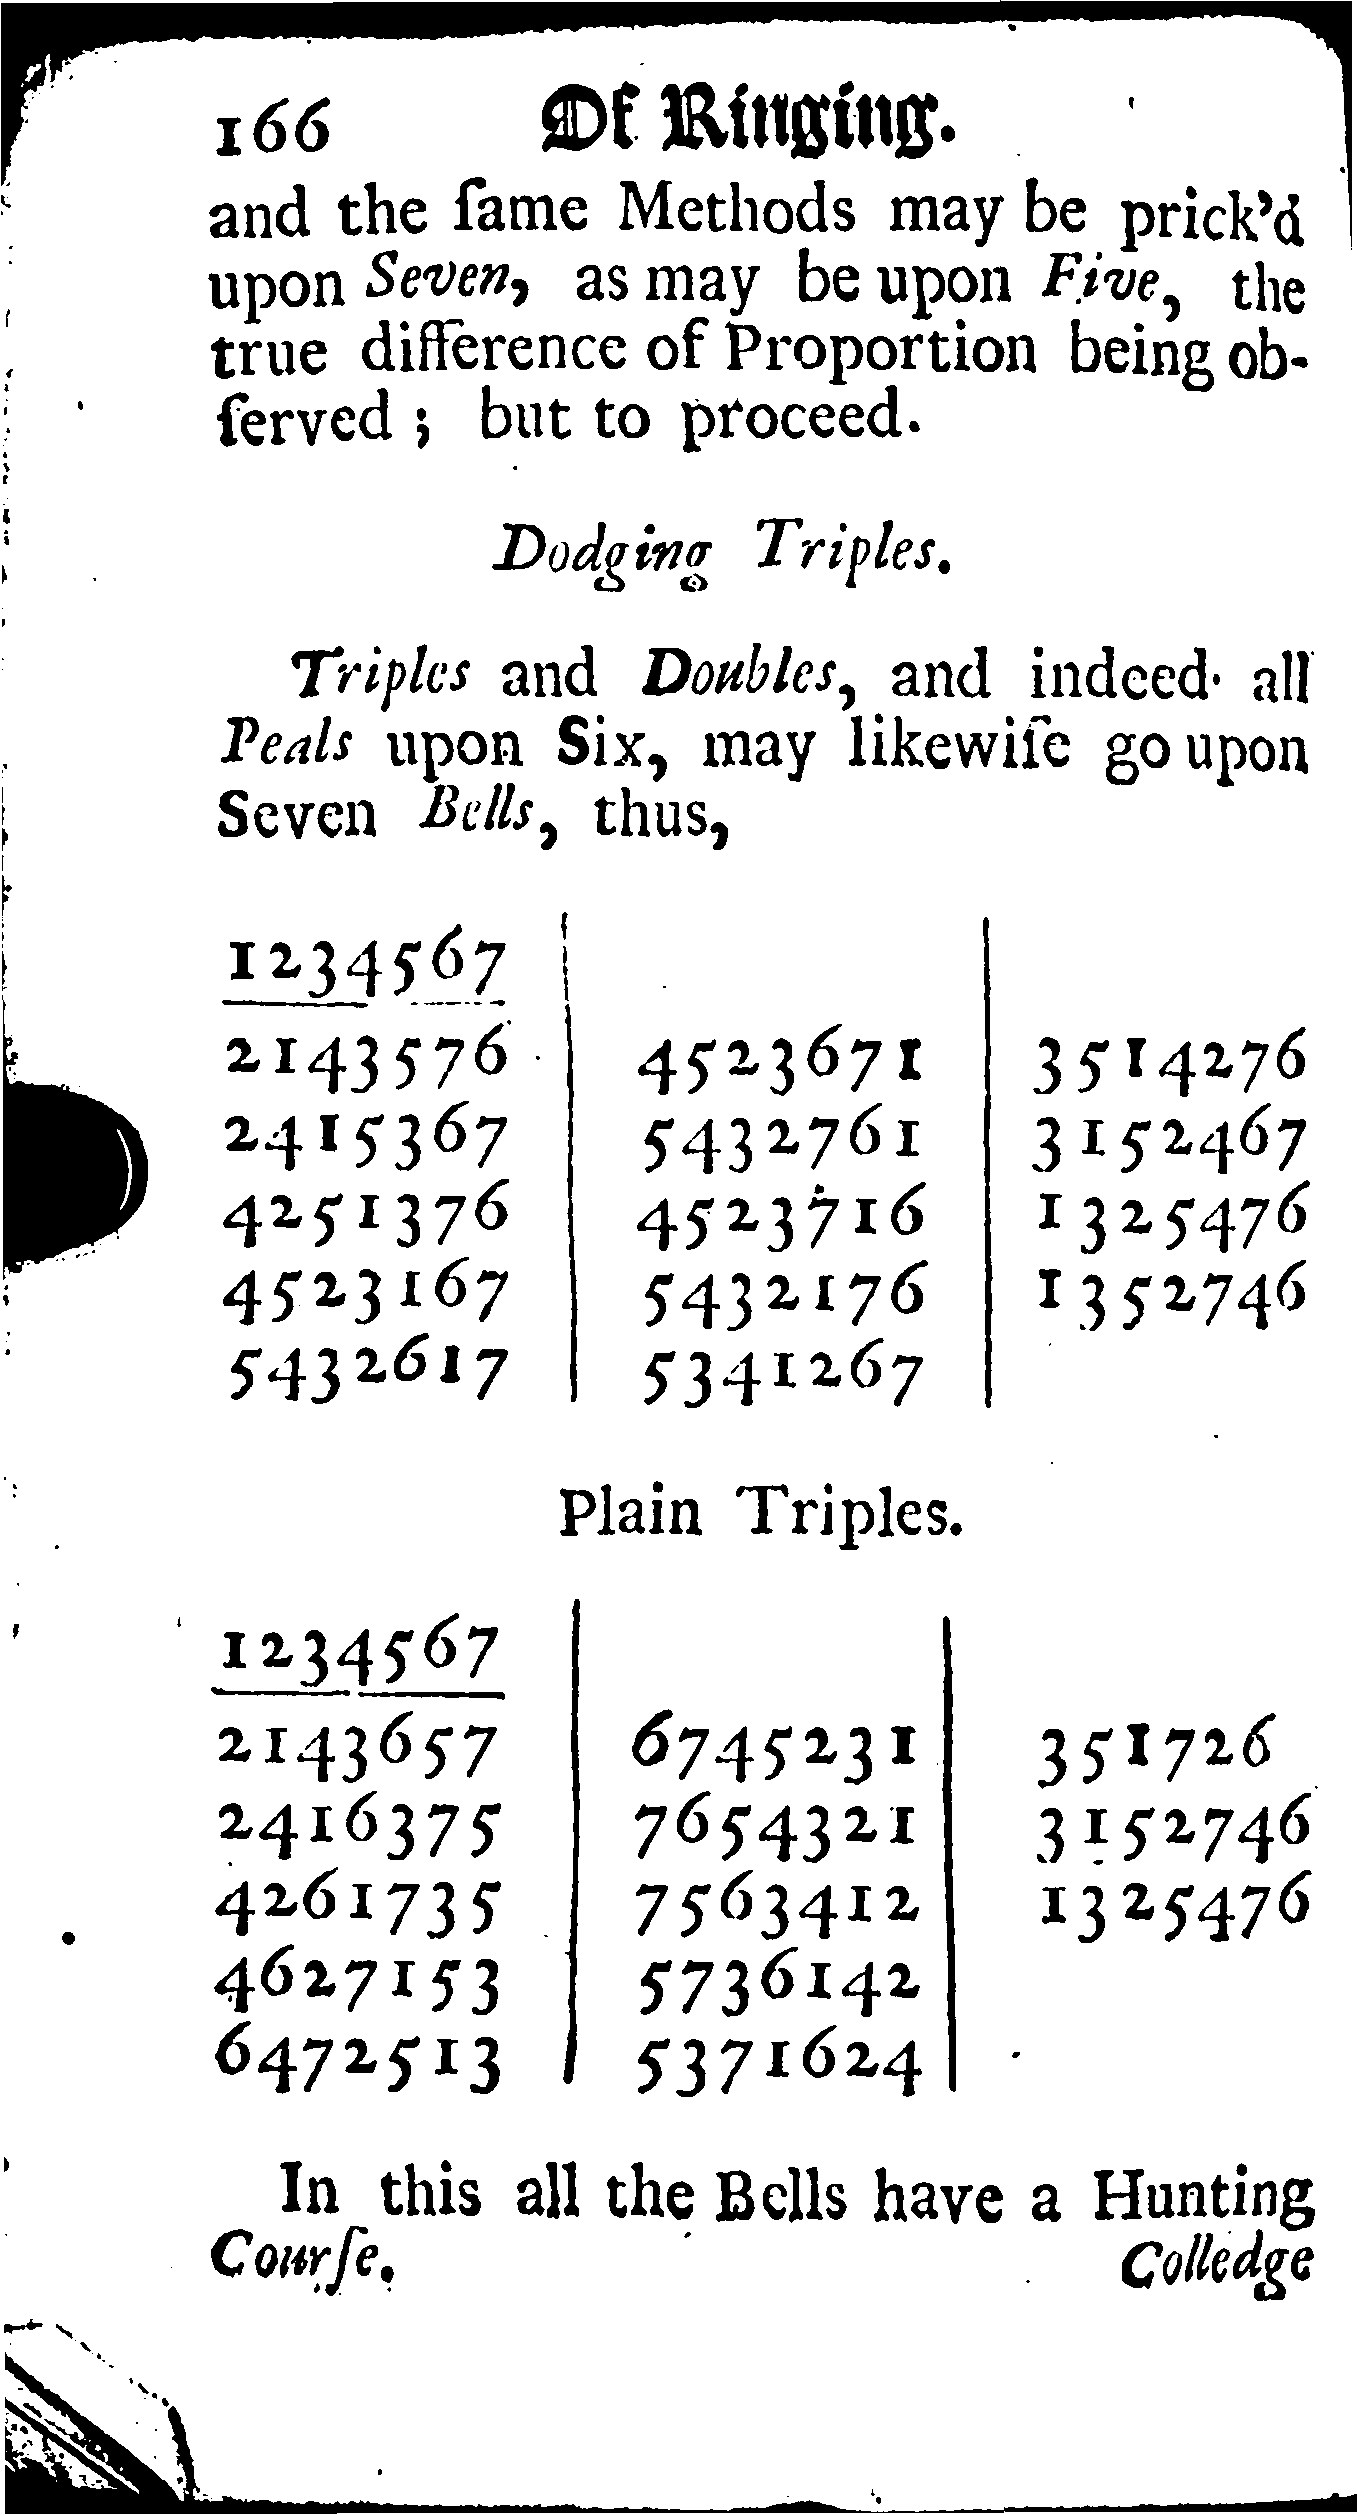 166 Of Ringing.
and the ſame Methods may be prick'd
upon Seven, as may be upon Five, the
true difference of Proportion being ob-
ſerved; but to proceed.
Dodging Triples.
Triples and Doubles, and indeed all
Peals upon Six, may likewiſe go upon
Seven Bells, thus,
1234567
2143576
2415367
4251376
4523167
5432617
4523671
5432761
4523716
5432176
5341267
3514276
3152467
1325476
1352746
Plain Triples.
1234567
2143657
2416375
4261735
4627153
6472513
6745231
7654321
7563412
5736142
5371624
351726
3152746
1325476
In this all the Bells have a Hunting
Courſe.
Colledge